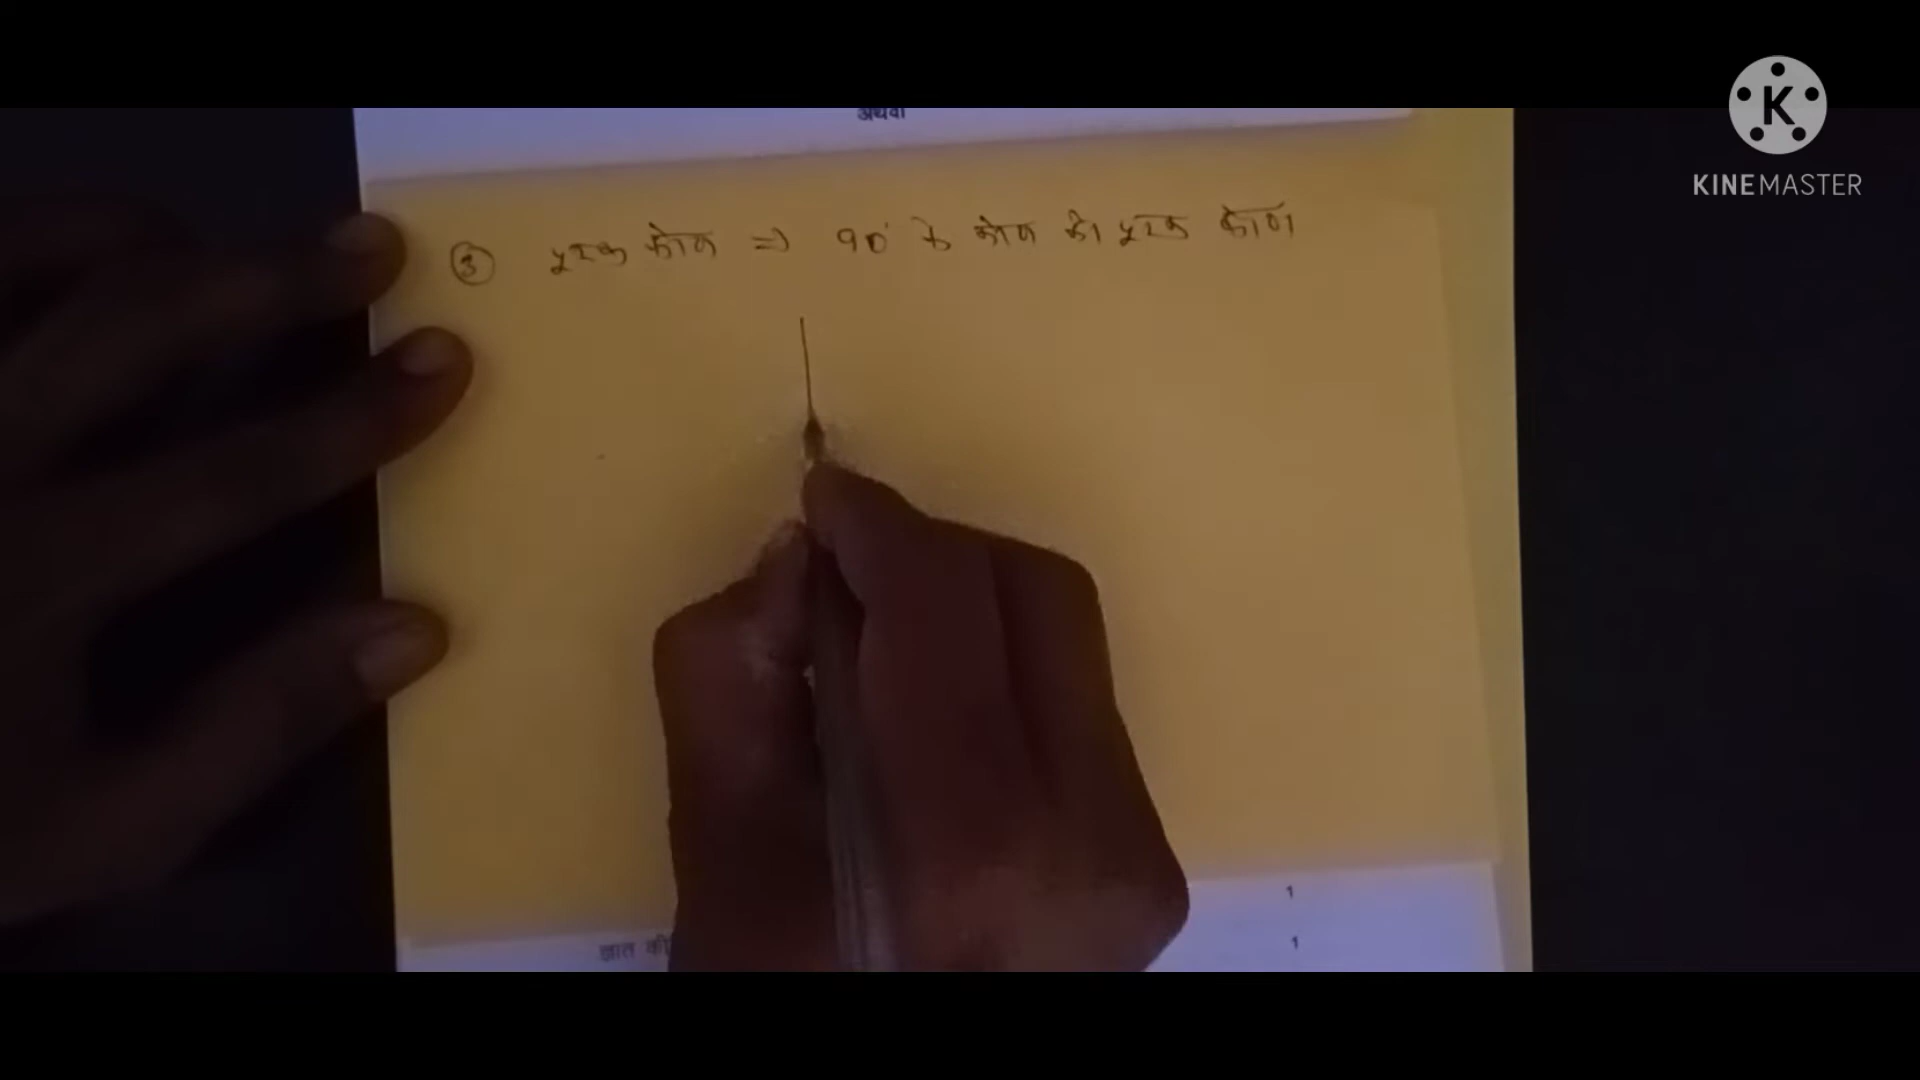 अथवा
KINEMASTER
③ पूरक कोण ⇒ 90° के कोण को पूरक कोण
1
ज्ञात की
1